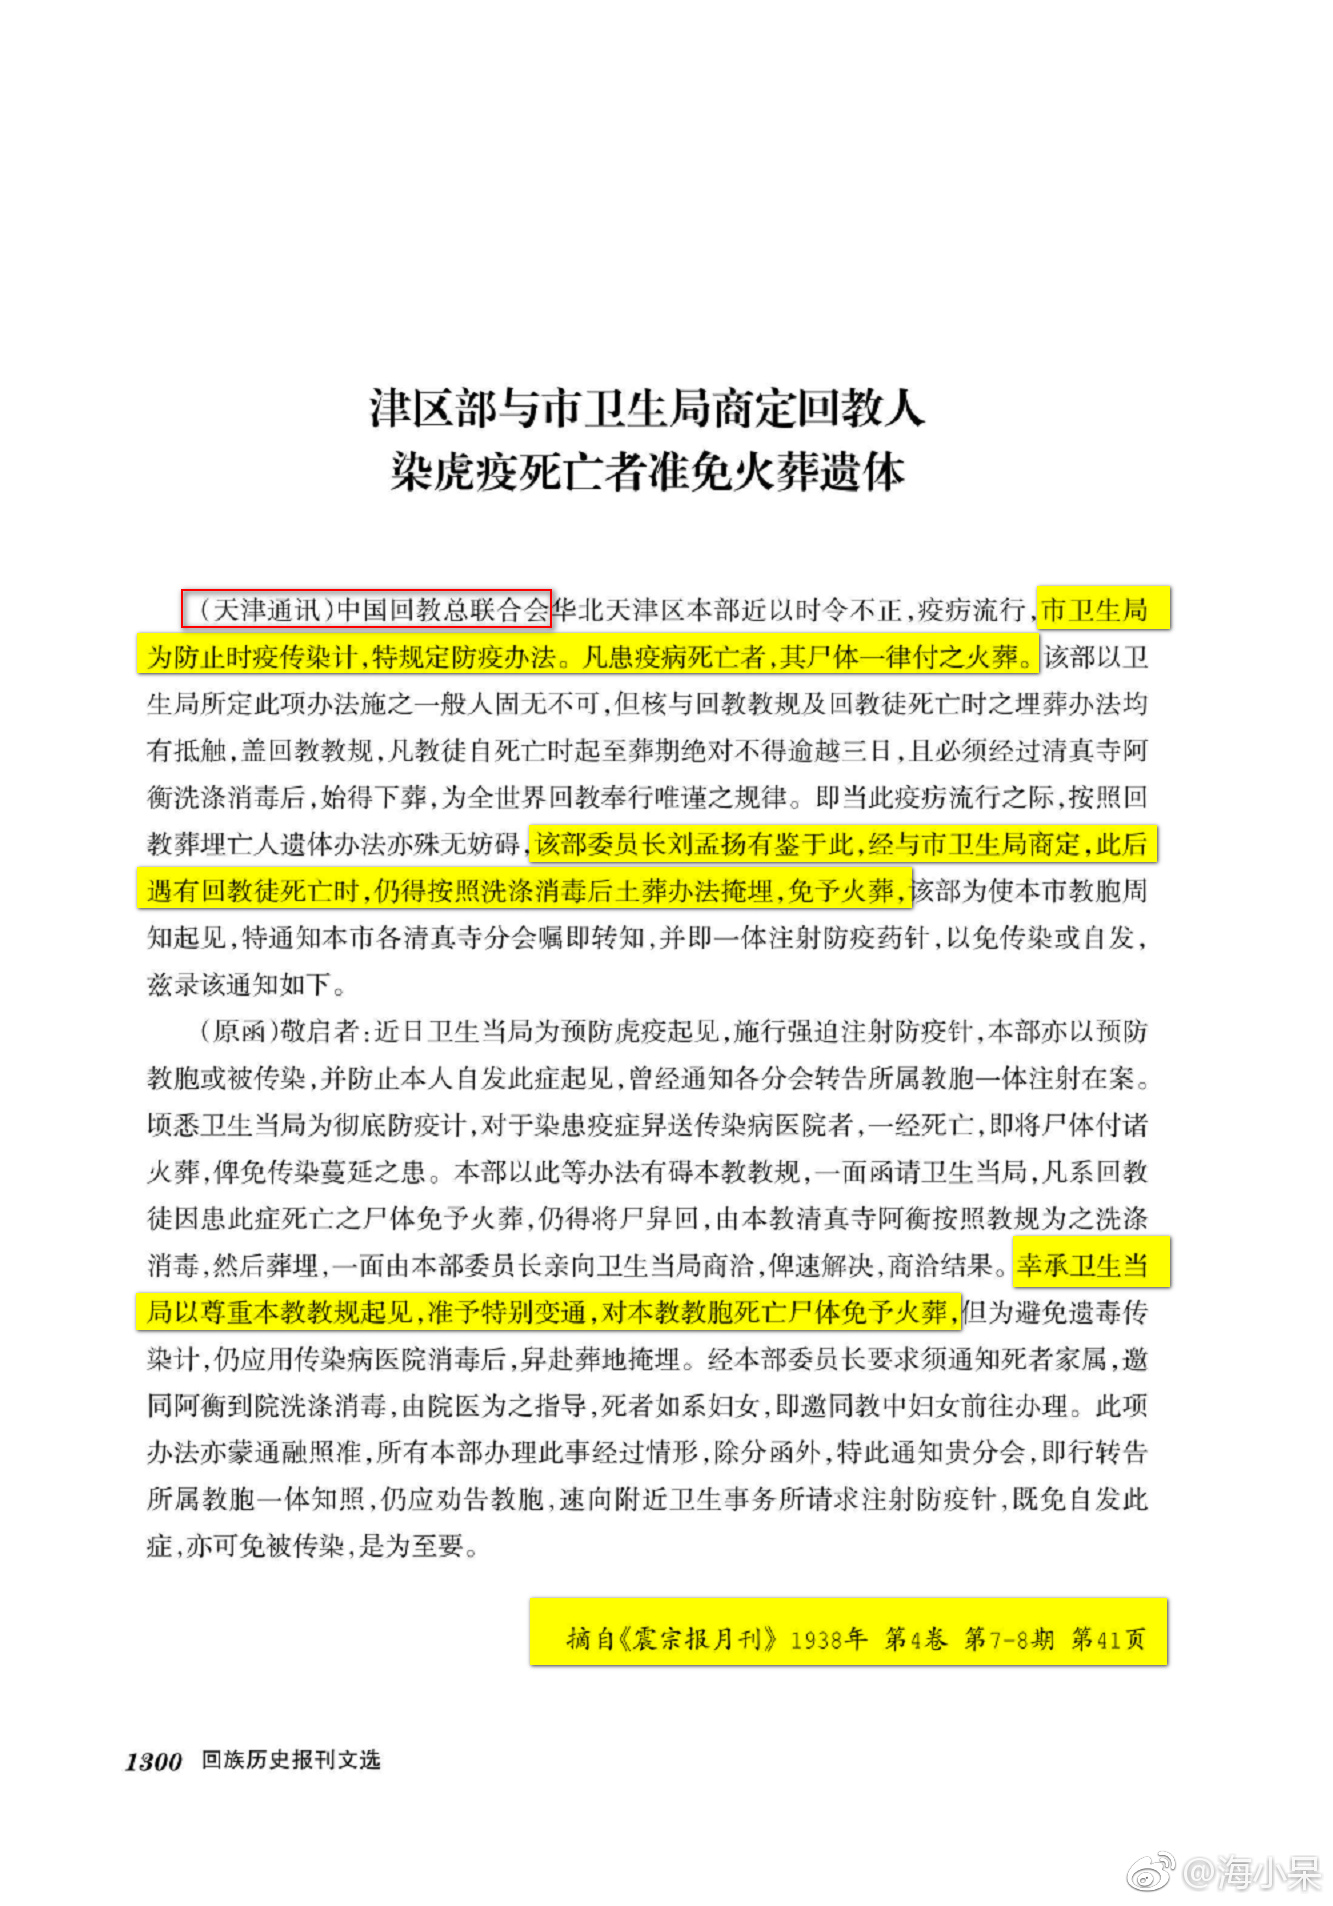 津区部与市卫生局商定回教人
染虎疫死亡者准免火葬遗体
（天津通讯）中国回教总联合会华北天津区本部近以时令不正，疫疠流行，市卫生局
为防止时疫传染计，特规定防疫办法。凡患疫病死亡者，其尸体一律付之火葬。该部以卫
生局所定此项办法施之一般人固无不可，但核与回教教规及回教徒死亡时之埋葬办法均
有抵触，盖回教教规，凡教徒自死亡时起至葬期绝对不得逾越三日，且必须经过清真寺阿
衡洗涤消毒后，始得下葬，为全世界回教奉行唯谨之规律。即当此疫疠流行之际，按照回
教葬埋亡人遗体办法亦殊无妨碍，该部委员长刘孟扬有鉴于此，经与市卫生局商定，此后
遇有回教徒死亡时，仍得按照洗涤消毒后土葬办法掩埋，免予火葬，该部为使本市教胞周
知起见，特通知本市各清真寺分会嘱即转知，并即一体注射防疫药针，以免传染或自发，
兹录该通知如下。
（原函）敬启者：近日卫生当局为预防虎疫起见，施行强迫注射防疫针，本部亦以预防
教胞或被传染，并防止本人自发此症起见，曾经通知各分会转告所属教胞一体注射在案。
顷悉卫生当局为彻底防疫计，对于染患疫症舁送传染病医院者，一经死亡，即将尸体付诸
火葬，俾免传染蔓延之患。本部以此等办法有碍本教教规，一面函请卫生当局，凡系回教
徒因患此症死亡之尸体免予火葬，仍得将尸舁回，由本教清真寺阿衡按照教规为之洗涤
消毒，然后葬埋，一面由本部委员长亲向卫生当局商洽，俾速解决，商洽结果。幸承卫生当
局以尊重本教教规起见，准予特别变通，对本教教胞死亡尸体免予火葬，但为避免遗毒传
染计，仍应用传染病医院消毒后，舁赴葬地掩埋。经本部委员长要求须通知死者家属，邀
同阿衡到院洗涤消毒，由院医为之指导，死者如系妇女，即邀同教中妇女前往办理。此项
办法亦蒙通融照准，所有本部办理此事经过情形，除分函外，特此通知贵分会，即行转告
所属教胞一体知照，仍应劝告教胞，速向附近卫生事务所请求注射防疫针，既免自发此
症，亦可免被传染，是为至要。
摘自《震宗报月刊》1938年 第4卷 第7-8期 第41页
1300 回族历史报刊文选
@海小呆